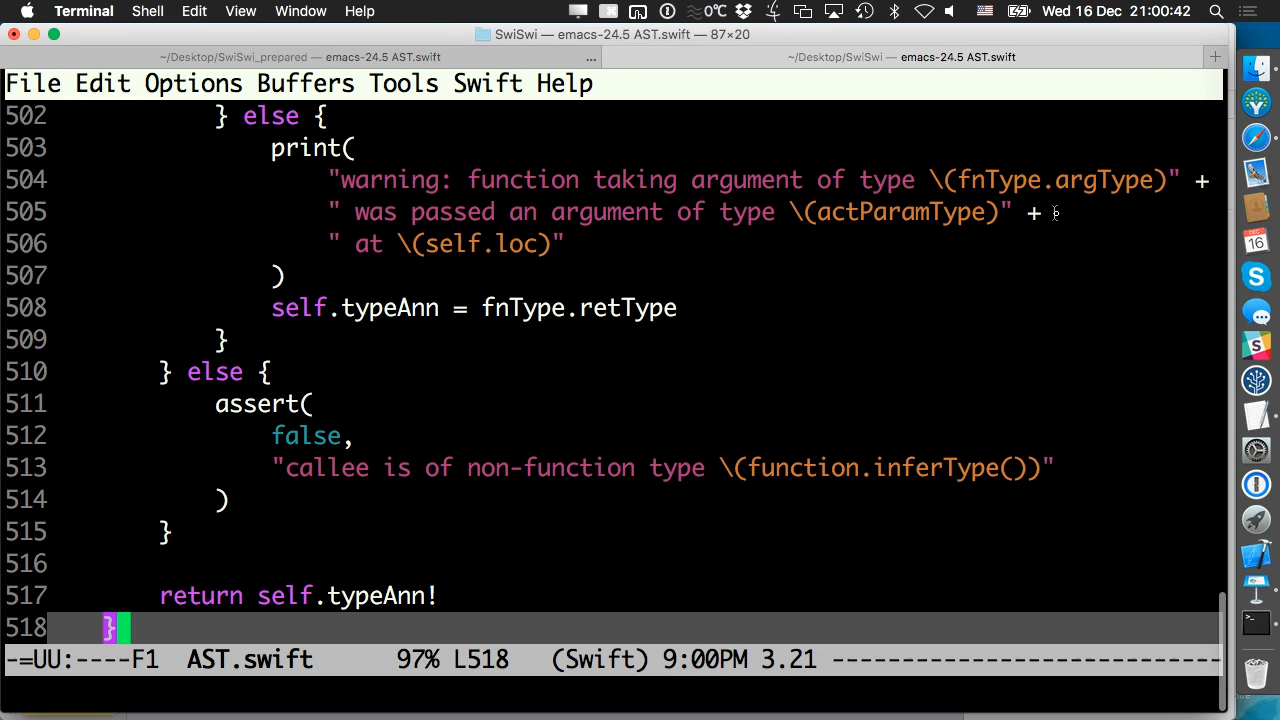 Terminal Shell Edit View Window Help 0°C Wed 16 Dec 21:00:42
SwiSwi — emacs-24.5 AST.swift — 87×20
~/Desktop/SwiSwi_prepared — emacs-24.5 AST.swift ... ~/Desktop/SwiSwi — emacs-24.5 AST.swift +
File Edit Options Buffers Tools Swift Help
502 } else {
503 print(
504 "warning: function taking argument of type \(fnType.argType)" +
505 " was passed an argument of type \(actParamType)" +
506 " at \(self.loc)"
507 )
508 self.typeAnn = fnType.retType
509 }
510 } else {
511 assert(
512 false,
513 "callee is of non-function type \(function.inferType())"
514 )
515 }
516
517 return self.typeAnn!
518 }
-=UU:----F1 AST.swift 97% L518 (Swift) 9:00PM 3.21 ----------------------------
DEC
16